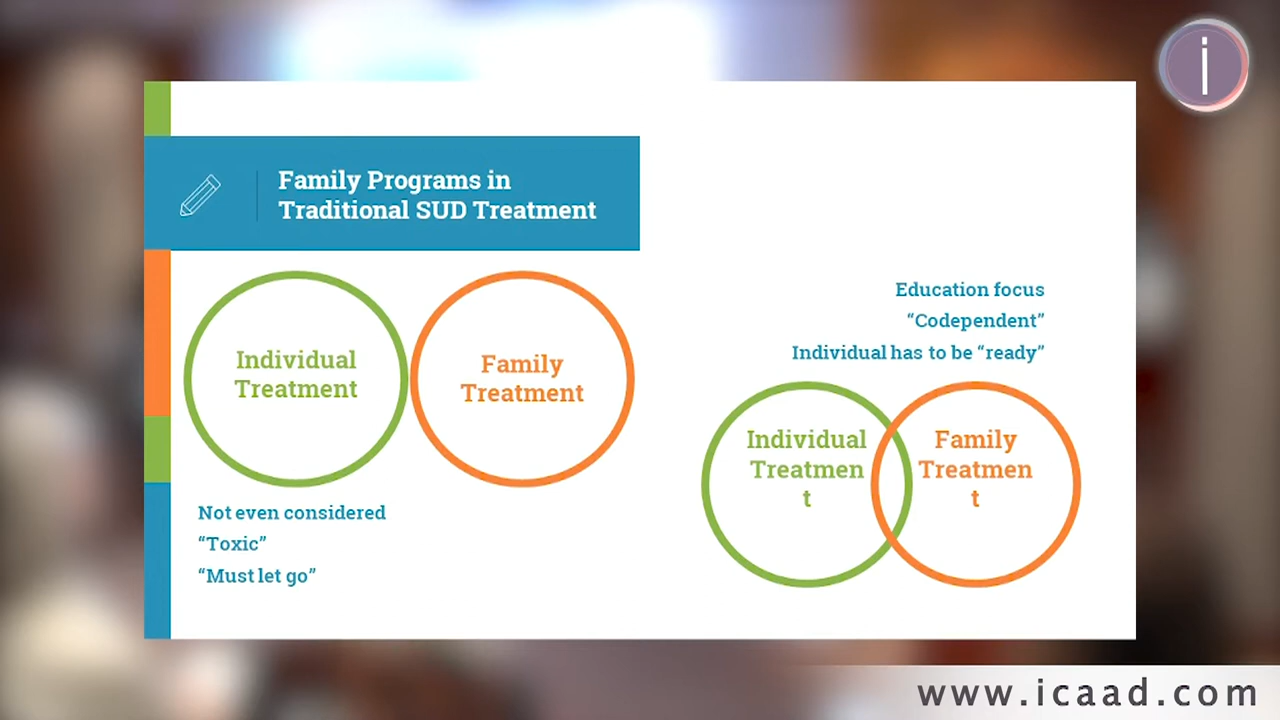 i
Family Programs in
Traditional SUD Treatment
Individual
Treatment
Family
Treatment
Not even considered
“Toxic”
“Must let go”
Education focus
“Codependent”
Individual has to be “ready”
Individual
Treatmen
t
Family
Treatmen
t
www.icaad.com